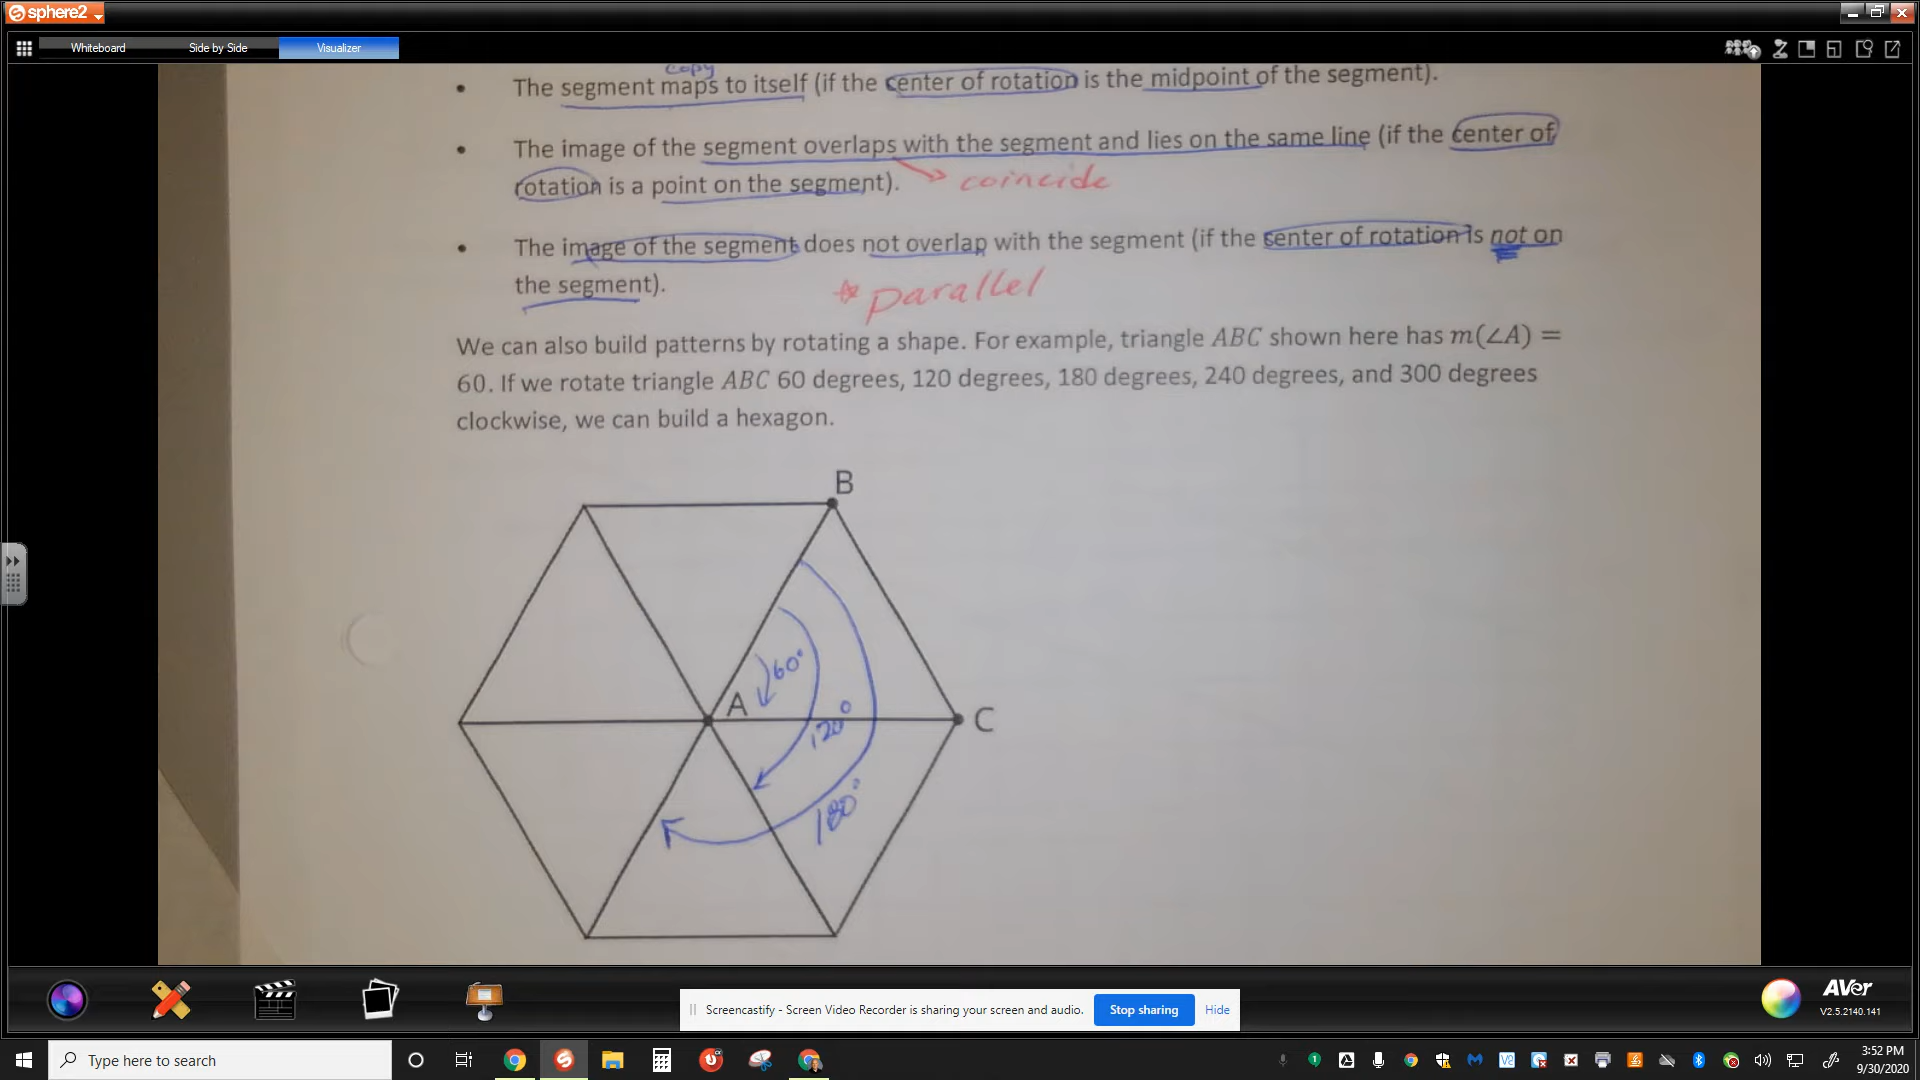 sphere2
Whiteboard
Side by Side
Visualizer
copy
• The segment maps to itself (if the center of rotation is the midpoint of the segment).
• The image of the segment overlaps with the segment and lies on the same line (if the center of
rotation is a point on the segment).
coincide
• The image of the segment does not overlap with the segment (if the center of rotation is not on
the segment).
* parallel
We can also build patterns by rotating a shape. For example, triangle ABC shown here has m(∠A) =
60. If we rotate triangle ABC 60 degrees, 120 degrees, 180 degrees, 240 degrees, and 300 degrees
clockwise, we can build a hexagon.
B
60°
A
C
120°
180°
AVer
V2.5.2140.141
Screencastify - Screen Video Recorder is sharing your screen and audio.
Stop sharing
Hide
Type here to search
3:52 PM
9/30/2020